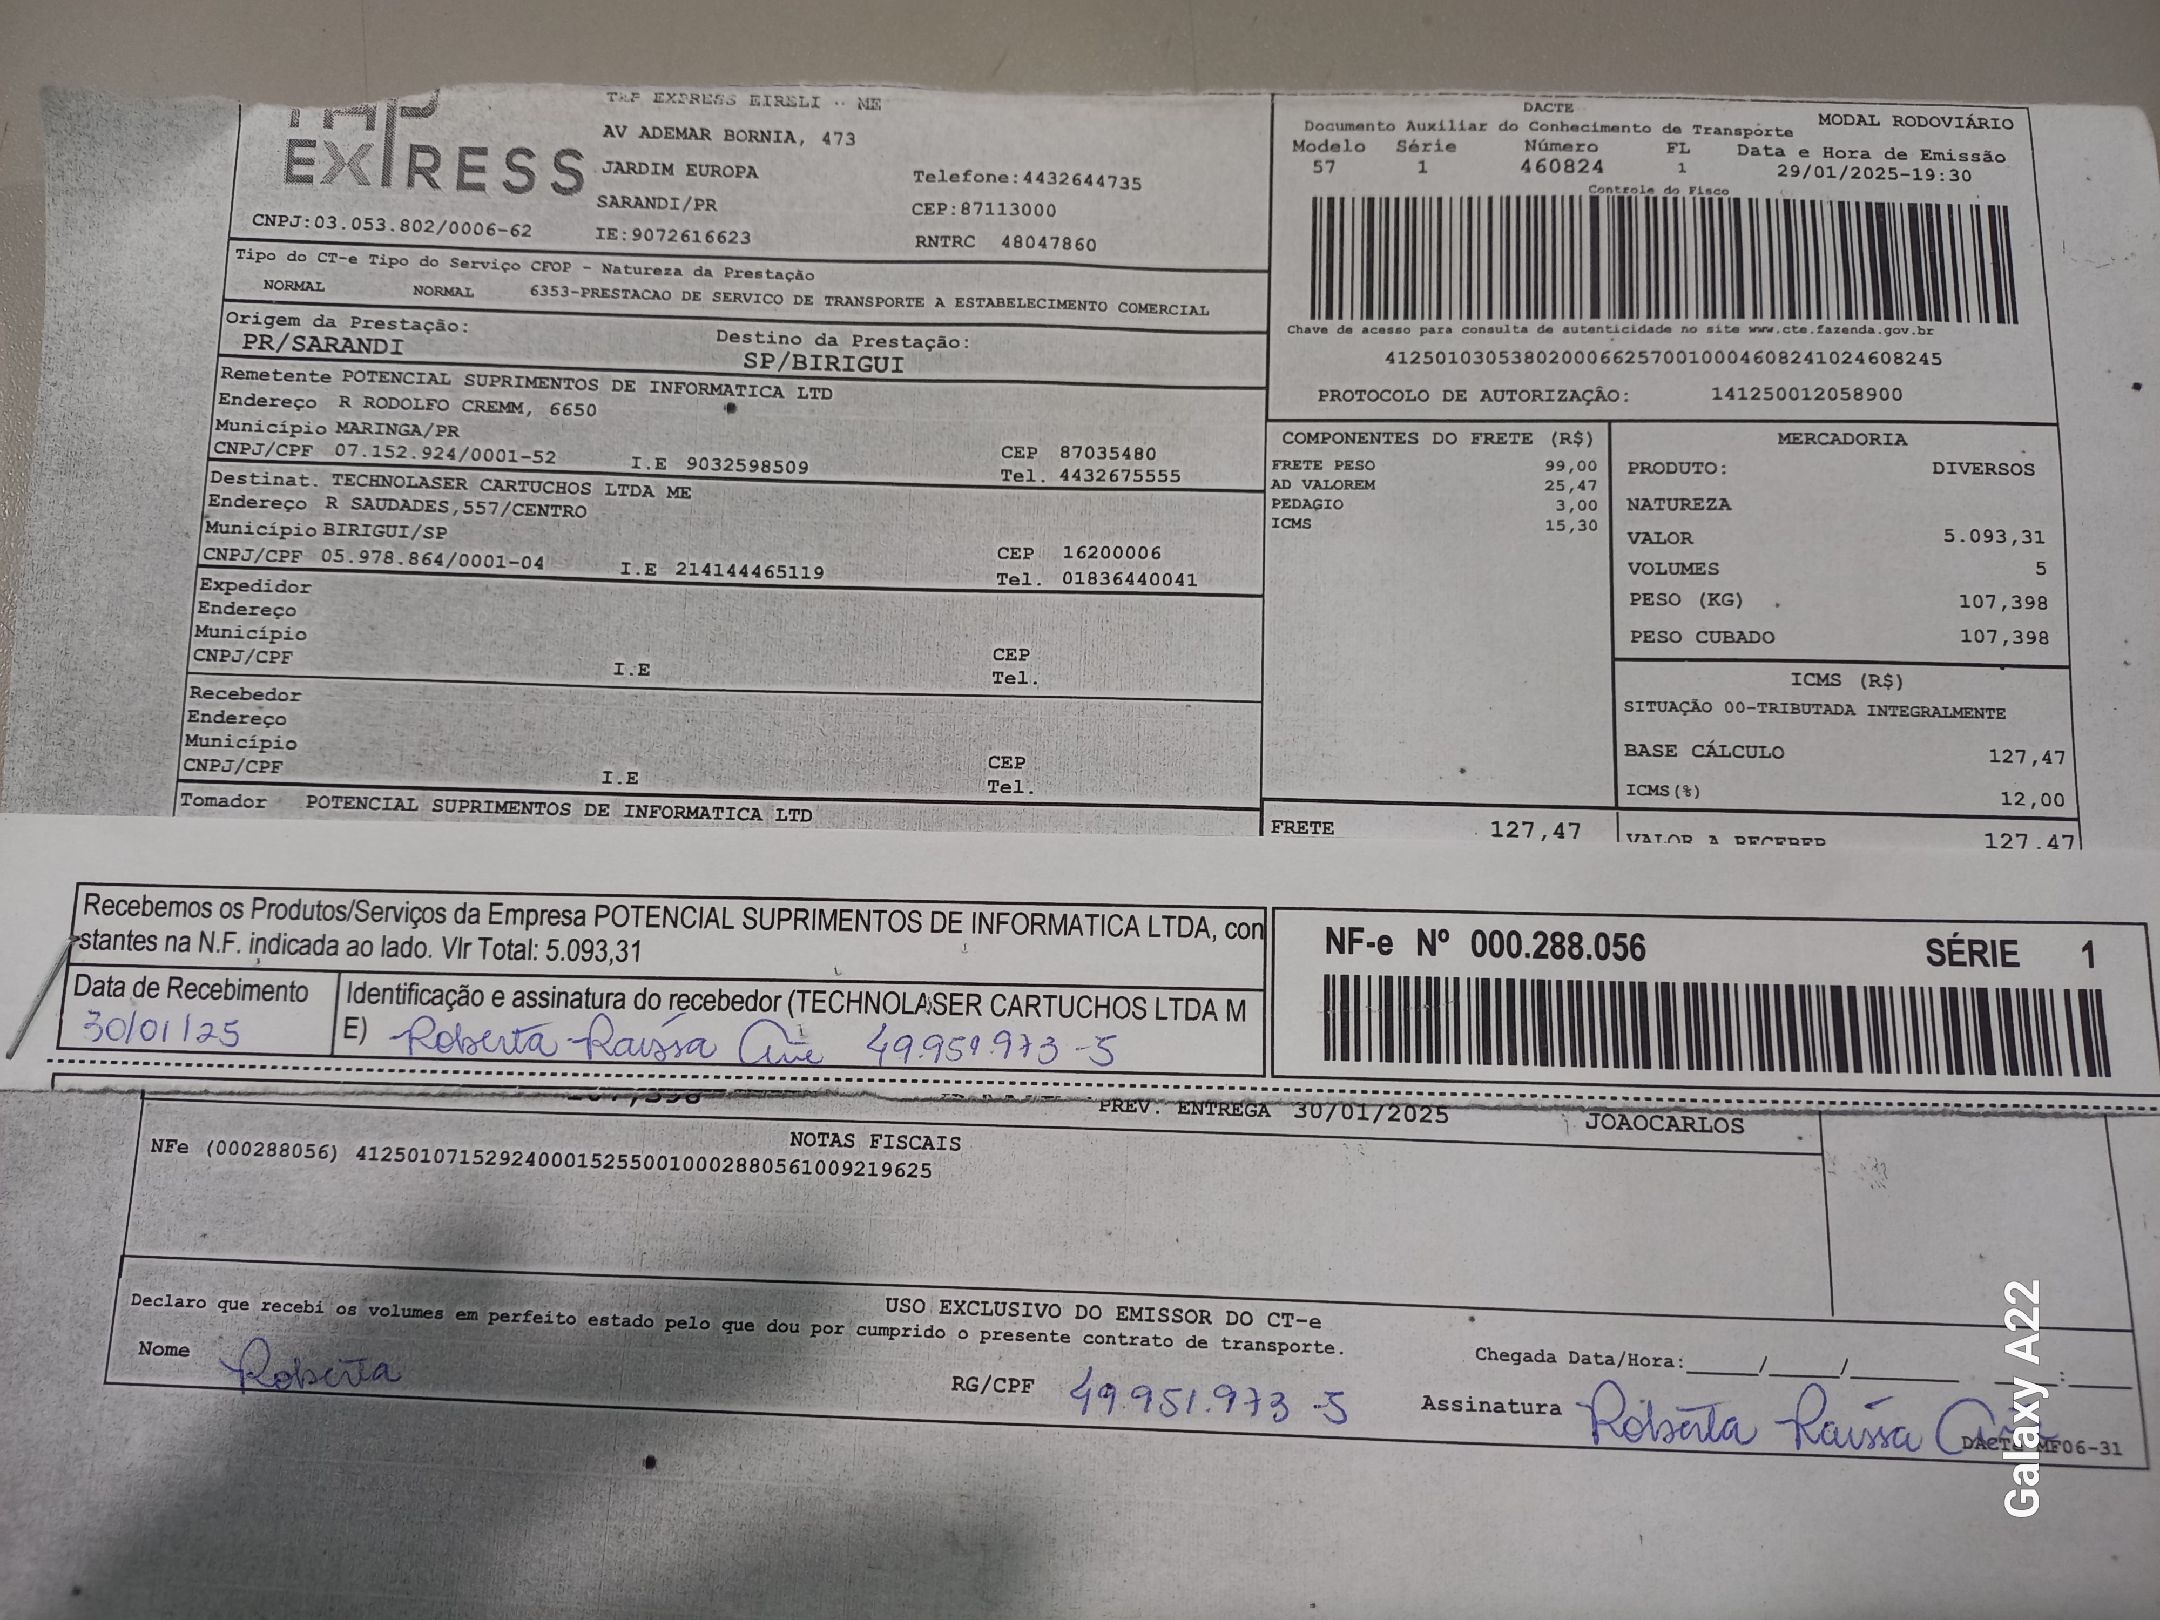 EXPRESS
TRP EXPRESS EIRELI - ME
AV ADEMAR BORNIA, 473
JARDIM EUROPA
SARANDI/PR
IE:9072616623
Telefone:4432644735
CEP:87113000
RNTRC 48047860
CNPJ:03.053.802/0006-62
DACTE
Documento Auxiliar do Conhecimento de Transporte
MODAL RODOVIÁRIO
Modelo Série Número FL Data e Hora de Emissão
57 1 460824 1 29/01/2025-19:30
Controle do Fisco
Chave de acesso para consulta de autenticidade no site www.cte.fazenda.gov.br
41250103053802000662570010004608241024608245
PROTOCOLO DE AUTORIZAÇÃO: 141250012058900
Tipo do CT-e Tipo do Serviço CFOP - Natureza da Prestação
NORMAL NORMAL 6353-PRESTACAO DE SERVICO DE TRANSPORTE A ESTABELECIMENTO COMERCIAL
Origem da Prestação: Destino da Prestação:
PR/SARANDI SP/BIRIGUI
Remetente POTENCIAL SUPRIMENTOS DE INFORMATICA LTD
Endereço R RODOLFO CREMM, 6650
Município MARINGA/PR CEP 87035480
CNPJ/CPF 07.152.924/0001-52 I.E 9032598509 Tel. 4432675555
Destinat. TECHNOLASER CARTUCHOS LTDA ME
Endereço R SAUDADES,557/CENTRO
Município BIRIGUI/SP CEP 16200006
CNPJ/CPF 05.978.864/0001-04 I.E 214144465119 Tel. 01836440041
Expedidor
Endereço
Município CEP
CNPJ/CPF I.E Tel.
Recebedor
Endereço
Município CEP
CNPJ/CPF I.E Tel.
Tomador POTENCIAL SUPRIMENTOS DE INFORMATICA LTD
COMPONENTES DO FRETE (R$)
FRETE PESO 99,00
AD VALOREM 25,47
PEDAGIO 3,00
ICMS 15,30
FRETE 127,47
MERCADORIA
PRODUTO: DIVERSOS
NATUREZA
VALOR 5.093,31
VOLUMES 5
PESO (KG) 107,398
PESO CUBADO 107,398
ICMS (R$)
SITUAÇÃO 00-TRIBUTADA INTEGRALMENTE
BASE CÁLCULO 127,47
ICMS(%) 12,00
VALOR A RECEBER 127.47
Recebemos os Produtos/Serviços da Empresa POTENCIAL SUPRIMENTOS DE INFORMATICA LTDA, con
stantes na N.F. indicada ao lado. Vlr Total: 5.093,31
Data de Recebimento
30/01/25
Identificação e assinatura do recebedor (TECHNOLASER CARTUCHOS LTDA M
E) Roberta Raíssa 49.951.973-5
NF-e Nº 000.288.056 SÉRIE 1
PREV. ENTREGA 30/01/2025 JOAOCARLOS
NOTAS FISCAIS
NFe (000288056) 41250107152924000152550010002880561009219625
USO EXCLUSIVO DO EMISSOR DO CT-e
Declaro que recebi os volumes em perfeito estado pelo que dou por cumprido o presente contrato de transporte.
Nome Roberta
RG/CPF 49.951.973-5
Chegada Data/Hora:____/____/______ ___:____
Assinatura Roberta Raíssa
Galaxy A22